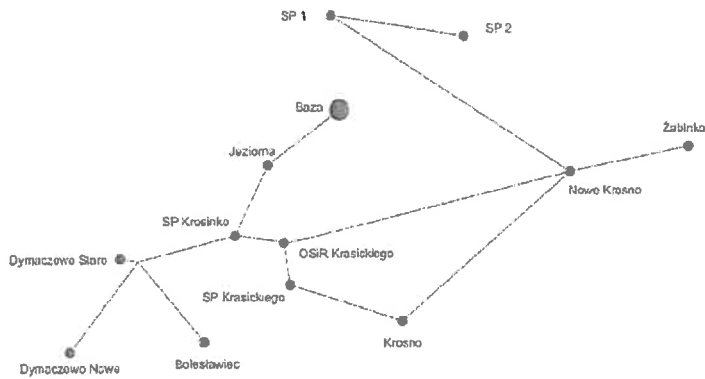 SP 1
SP 2
Baza
Żabinko
Jeziorna
Nowe Krosno
SP Krosinko
OSiR Krasickiego
Dymaczewo Stare
SP Krasickiego
Krosno
Bolesławiec
Dymaczewo Nowe